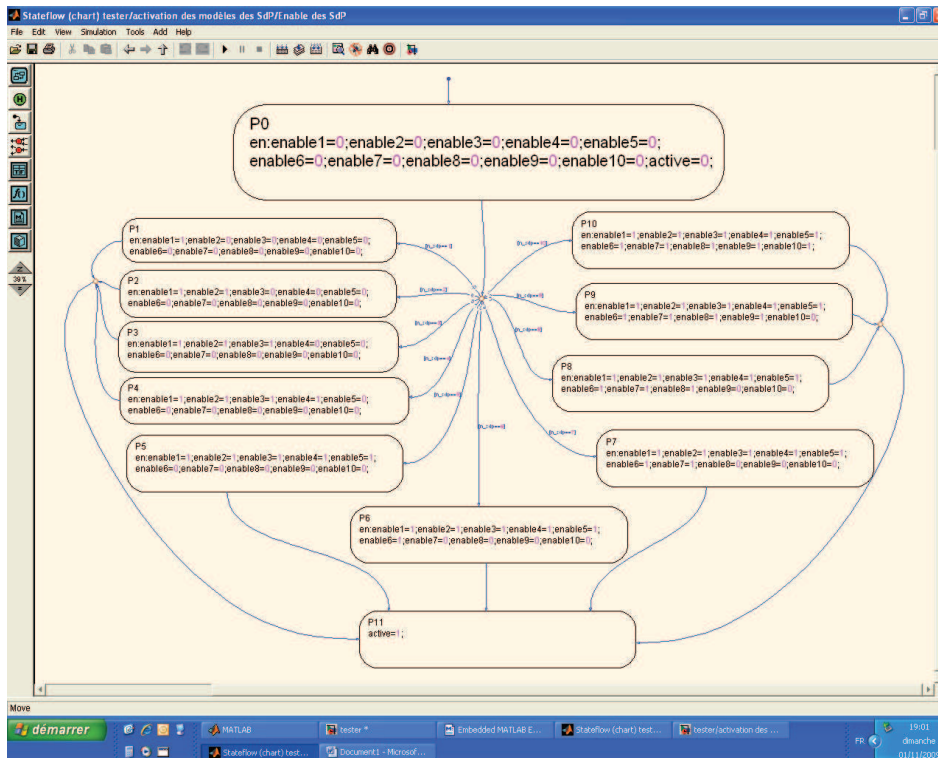 Stateflow (chart) tester/activation des modèles des SdP/Enable des SdP
File Edit View Simulation Tools Add Help
P0
en:enable1=0;enable2=0;enable3=0;enable4=0;enable5=0;
enable6=0;enable7=0;enable8=0;enable9=0;enable10=0;active=0;
P1
en:enable1=1;enable2=0;enable3=0;enable4=0;enable5=0;
enable6=0;enable7=0;enable8=0;enable9=0;enable10=0;
P10
en:enable1=1;enable2=1;enable3=1;enable4=1;enable5=1;
enable6=1;enable7=1;enable8=1;enable9=1;enable10=1;
P2
en:enable1=1;enable2=1;enable3=0;enable4=0;enable5=0;
enable6=0;enable7=0;enable8=0;enable9=0;enable10=0;
P9
en:enable1=1;enable2=1;enable3=1;enable4=1;enable5=1;
enable6=1;enable7=1;enable8=1;enable9=1;enable10=0;
P3
en:enable1=1;enable2=1;enable3=1;enable4=0;enable5=0;
enable6=0;enable7=0;enable8=0;enable9=0;enable10=0;
P8
en:enable1=1;enable2=1;enable3=1;enable4=1;enable5=1;
enable6=1;enable7=1;enable8=1;enable9=0;enable10=0;
P4
en:enable1=1;enable2=1;enable3=1;enable4=1;enable5=0;
enable6=0;enable7=0;enable8=0;enable9=0;enable10=0;
P5
en:enable1=1;enable2=1;enable3=1;enable4=1;enable5=1;
enable6=0;enable7=0;enable8=0;enable9=0;enable10=0;
P7
en:enable1=1;enable2=1;enable3=1;enable4=1;enable5=1;
enable6=1;enable7=1;enable8=0;enable9=0;enable10=0;
P6
en:enable1=1;enable2=1;enable3=1;enable4=1;enable5=1;
enable6=1;enable7=0;enable8=0;enable9=0;enable10=0;
P11
active=1;
39%
Move
démarrer
MATLAB
tester *
Embedded MATLAB E...
Stateflow (chart) test...
tester/activation des ...
Stateflow (chart) test...
Document1 - Microsof...
FR
19:01
dimanche
01/11/2009